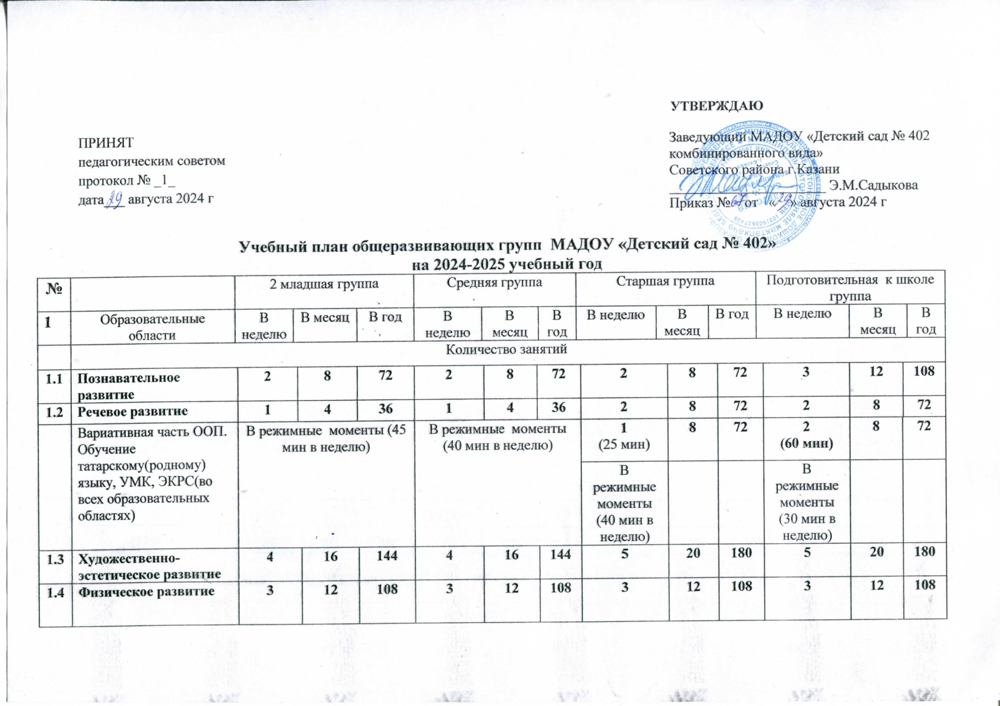 УТВЕРЖДАЮ
ПРИНЯТ
педагогическим советом
протокол № _1_
дата 29 августа 2024 г
Заведующий МАДОУ «Детский сад № 402
комбинированного вида»
Советского района г.Казани
Э.М.Садыкова
Приказ № 67 от «29» августа 2024 г
Учебный план общеразвивающих групп МАДОУ «Детский сад № 402»
на 2024-2025 учебный год
№ 2 младшая группа Средняя группа Старшая группа Подготовительная к школе
группа
1 Образовательные В В месяц В год В В В В неделю В В год В неделю В В
области неделю неделю месяц год месяц месяц год
Количество занятий
1.1 Познавательное 2 8 72 2 8 72 2 8 72 3 12 108
развитие
1.2 Речевое развитие 1 4 36 1 4 36 2 8 72 2 8 72
Вариативная часть ООП.
Обучение
татарскому(родному)
языку, УМК, ЭКРС(во
всех образовательных
областях)
В режимные моменты (45
мин в неделю)
В режимные моменты
(40 мин в неделю)
1 8 72 2 8 72
(25 мин) (60 мин)
В
режимные
моменты
(40 мин в
неделю)
В
режимные
моменты
(30 мин в
неделю)
1.3 Художественно- 4 16 144 4 16 144 5 20 180 5 20 180
эстетическое развитие
1.4 Физическое развитие 3 12 108 3 12 108 3 12 108 3 12 108